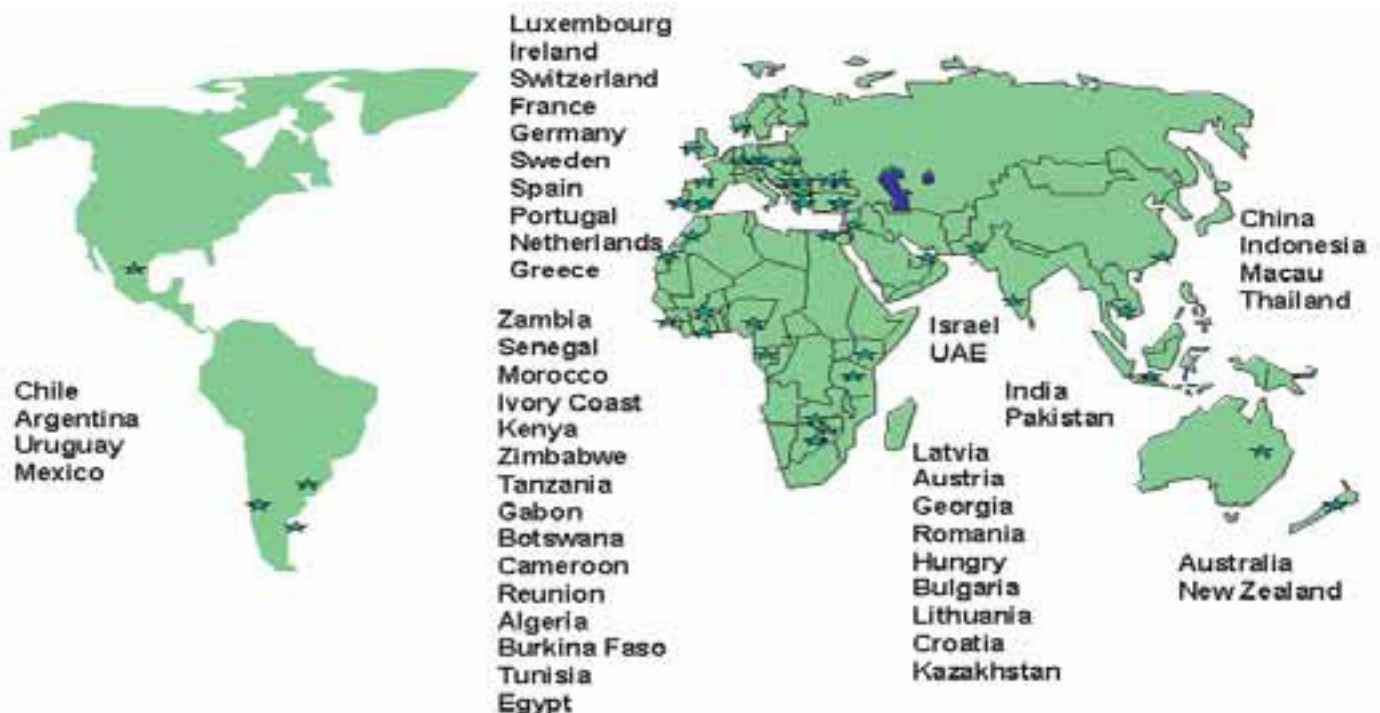 Luxembourg
Ireland
Switzerland
France
Germany
Sweden
Spain
Portugal
Netherlands
Greece
Zambia
Senegal
Morocco
Ivory Coast
Kenya
Zimbabwe
Tanzania
Gabon
Botswana
Cameroon
Reunion
Algeria
Burkina Faso
Tunisia
Egypt
Chile
Argentina
Uruguay
Mexico
Israel
UAE
India
Pakistan
Latvia
Austria
Georgia
Romania
Hungry
Bulgaria
Lithuania
Croatia
Kazakhstan
China
Indonesia
Macau
Thailand
Australia
New Zealand